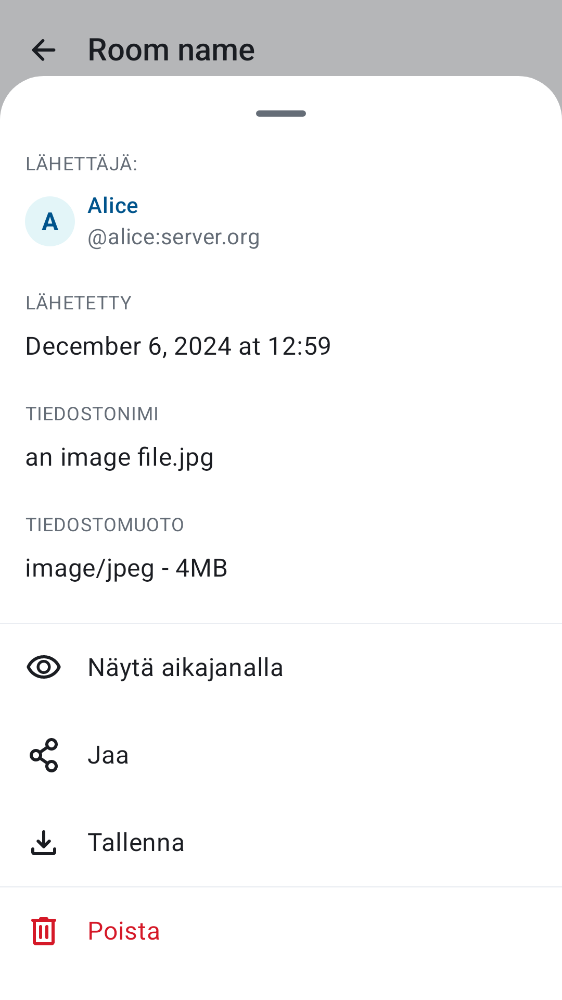 Room name
LÄHETTÄJÄ:
A
Alice
@alice:server.org
LÄHETETTY
December 6, 2024 at 12:59
TIEDOSTONIMI
an image file.jpg
TIEDOSTOMUOTO
image/jpeg - 4MB
Näytä aikajanalla
Jaa
Tallenna
Poista